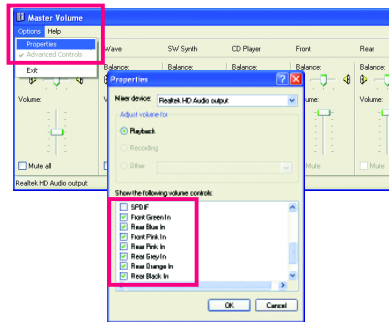 Master Volume
Options Help
Properties
Advanced Controls
Exit
Wave SW Synth CD Player Front Rear
Balance: Balance: Balance: Balance: Balance:
Volume:
Mute all
Mute Mute
Realtek HD Audio output
Properties
Mixer device: Realtek HD Audio output
Adjust volume for
Playback
Recording
Other
Show the following volume controls:
SPDIF
Front Green In
Rear Blue In
Front Pink In
Rear Pink In
Rear Grey In
Rear Orange In
Rear Black In
OK Cancel